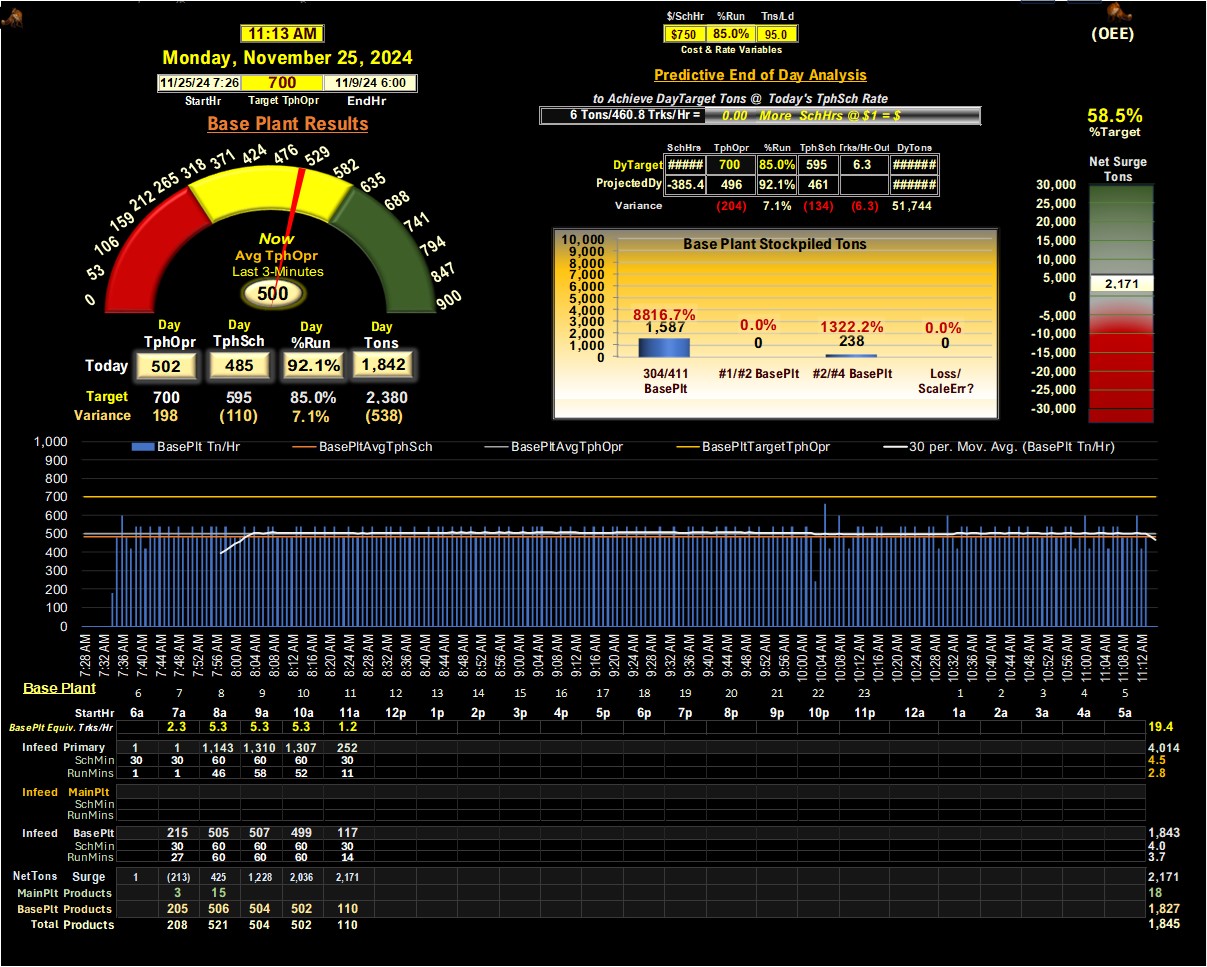 11:13 AM
Monday, November 25, 2024
11/25/24 7:26 700 11/9/24 6:00
StartHr Target TphOpr EndHr
Base Plant Results
0 53 106 159 212 265 318 371 424 476 529 582 635 688 741 794 847 900
Now
Avg TphOpr
Last 3-Minutes
500
Day Day Day Day
TphOpr TphSch %Run Tons
Today 502 485 92.1% 1,842
Target 700 595 85.0% 2,380
Variance 198 (110) 7.1% (538)
$/SchHr %Run Tns/Ld
$750 85.0% 95.0
Cost & Rate Variables
Predictive End of Day Analysis
to Achieve DayTarget Tons @ Today's TphSch Rate
6 Tons/460.8 Trks/Hr = 0.00 More SchHrs @ $1 = $
SchHrs TphOpr %Run TphSch Trks/Hr-Out DyTons
DyTarget ##### 700 85.0% 595 6.3 ######
ProjectedDy -385.4 496 92.1% 461 ######
Variance (204) 7.1% (134) (6.3) 51,744
Base Plant Stockpiled Tons
10,000
9,000
8,000
7,000
6,000
5,000
4,000
3,000
2,000
1,000
0
8816.7% 0.0% 1322.2% 0.0%
1,587 0 238 0
304/411 BasePlt #1/#2 BasePlt #2/#4 BasePlt Loss/ ScaleErr?
(OEE)
58.5%
%Target
Net Surge
Tons
30,000
25,000
20,000
15,000
10,000
5,000
0
-5,000
-10,000
-15,000
-20,000
-25,000
-30,000
2,171
BasePlt Tn/Hr BasePltAvgTphSch BasePltAvgTphOpr BasePltTargetTphOpr 30 per. Mov. Avg. (BasePlt Tn/Hr)
1,000
900
800
700
600
500
400
300
200
100
0
7:28 AM 7:32 AM 7:36 AM 7:40 AM 7:44 AM 7:48 AM 7:52 AM 7:56 AM 8:00 AM 8:04 AM 8:08 AM 8:12 AM 8:16 AM 8:20 AM 8:24 AM 8:28 AM 8:32 AM 8:36 AM 8:40 AM 8:44 AM 8:48 AM 8:52 AM 8:56 AM 9:00 AM 9:04 AM 9:08 AM 9:12 AM 9:16 AM 9:20 AM 9:24 AM 9:28 AM 9:32 AM 9:36 AM 9:40 AM 9:44 AM 9:48 AM 9:52 AM 9:56 AM 10:00 AM 10:04 AM 10:08 AM 10:12 AM 10:16 AM 10:20 AM 10:24 AM 10:28 AM 10:32 AM 10:36 AM 10:40 AM 10:44 AM 10:48 AM 10:52 AM 10:56 AM 11:00 AM 11:04 AM 11:08 AM 11:12 AM
Base Plant 6 7 8 9 10 11 12 13 14 15 16 17 18 19 20 21 22 23 1 2 3 4 5
StartHr 6a 7a 8a 9a 10a 11a 12p 1p 2p 3p 4p 5p 6p 7p 8p 9p 10p 11p 12a 1a 2a 3a 4a 5a
BasePlt Equiv. Trks/Hr 2.3 5.3 5.3 5.3 1.2 19.4
Infeed Primary 1 1 1,143 1,310 1,307 252 4,014
SchMin 30 30 60 60 60 30 4.5
RunMins 1 1 46 58 52 11 2.8
Infeed MainPlt
SchMin
RunMins
Infeed BasePlt 215 505 507 499 117 1,843
SchMin 30 60 60 60 30 4.0
RunMins 27 60 60 60 14 3.7
NetTons Surge 1 (213) 425 1,228 2,036 2,171 2,171
MainPlt Products 3 15 18
BasePlt Products 205 506 504 502 110 1,827
Total Products 208 521 504 502 110 1,845